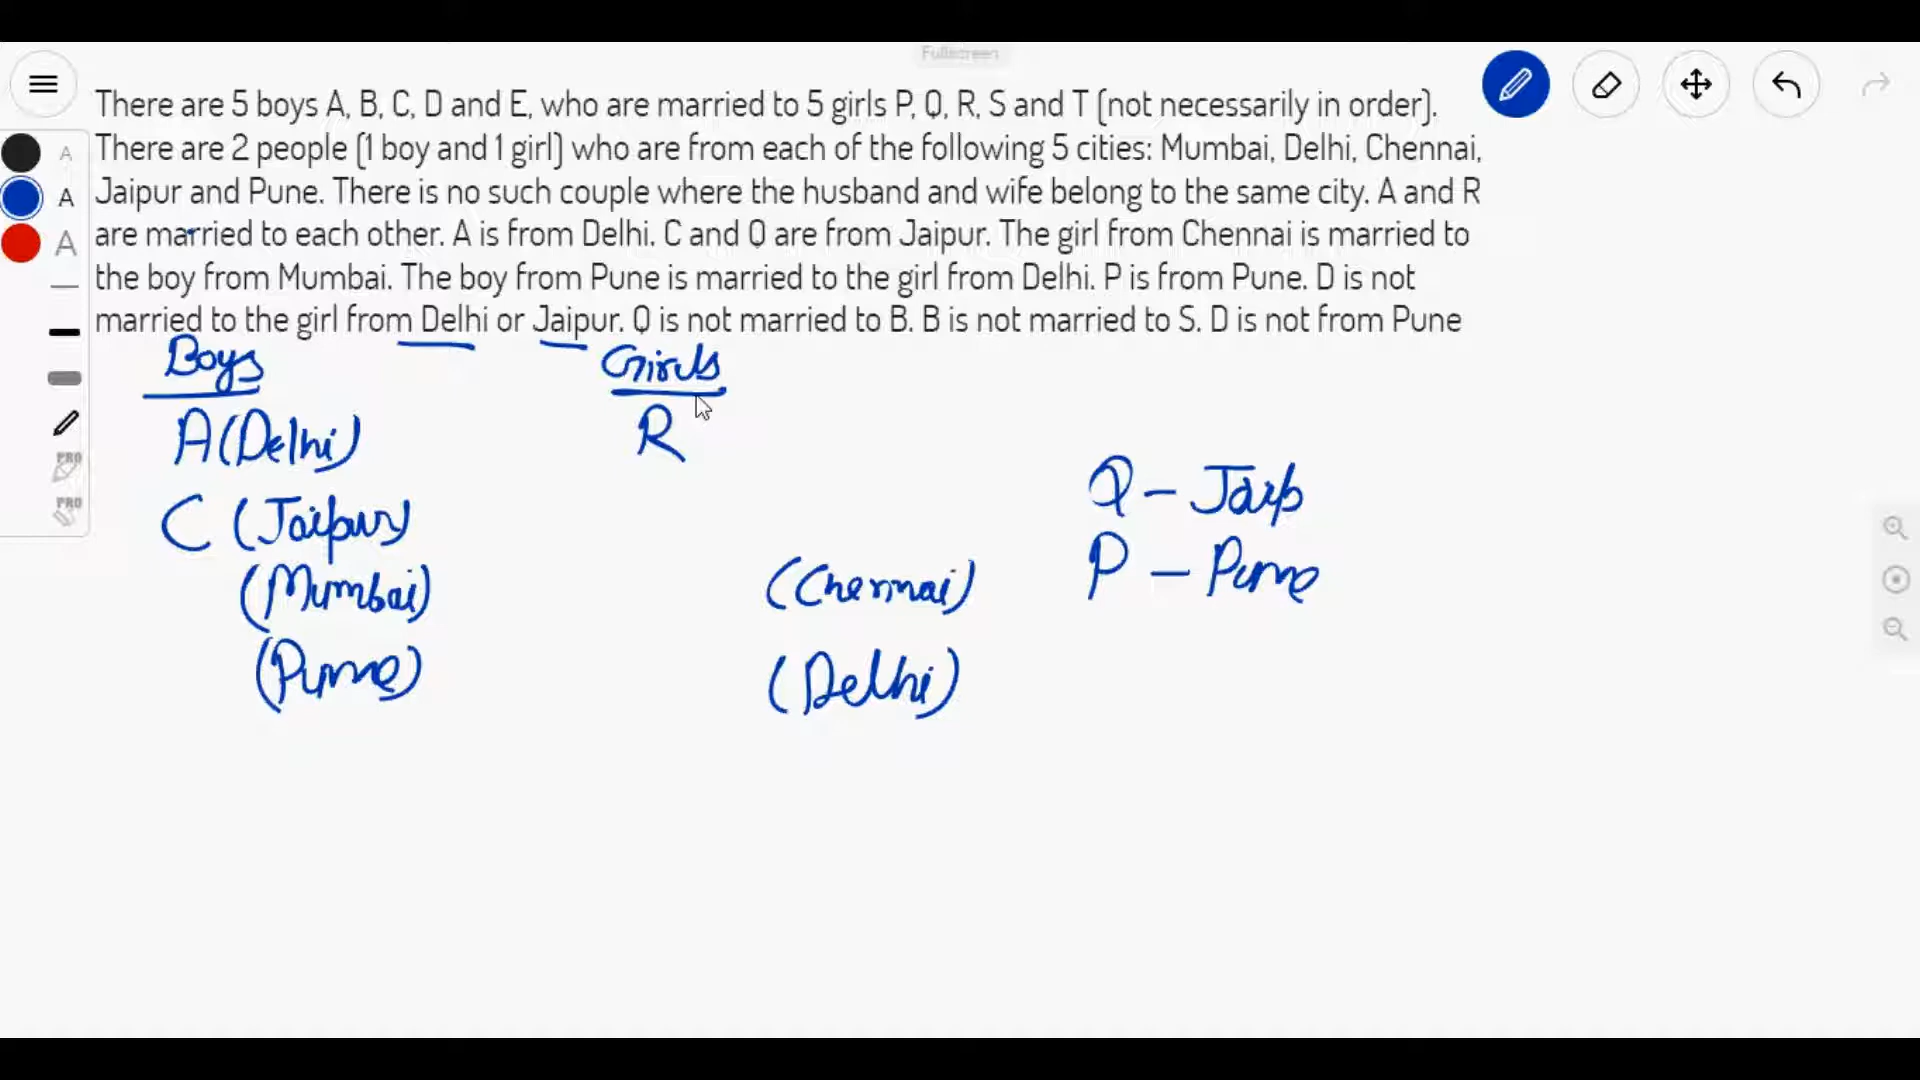 Fullscreen
There are 5 boys A, B, C, D and E, who are married to 5 girls P, Q, R, S and T (not necessarily in order).
There are 2 people (1 boy and 1 girl) who are from each of the following 5 cities: Mumbai, Delhi, Chennai,
Jaipur and Pune. There is no such couple where the husband and wife belong to the same city. A and R
are married to each other. A is from Delhi. C and Q are from Jaipur. The girl from Chennai is married to
the boy from Mumbai. The boy from Pune is married to the girl from Delhi. P is from Pune. D is not
married to the girl from Delhi or Jaipur. Q is not married to B. B is not married to S. D is not from Pune
A
A
A
PRO
PRO
Boys Girls
A (Delhi) R
C (Jaipur) Q - Jaip
(Mumbai) (Chennai) P - Pune
(Pune) (Delhi)